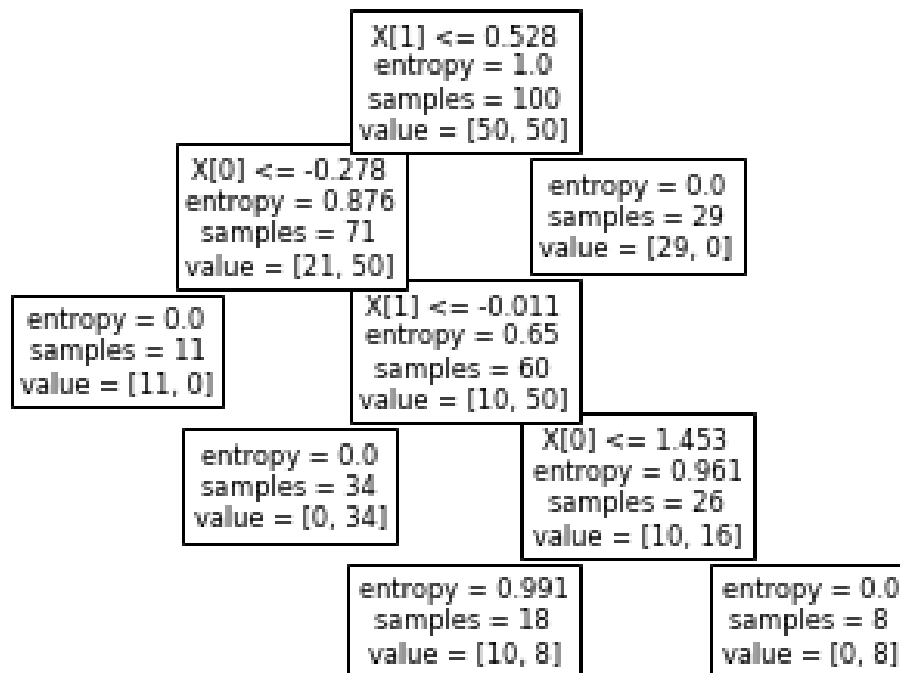 X[1] <= 0.528
entropy = 1.0
samples = 100
value = [50, 50]
X[0] <= -0.278
entropy = 0.876
samples = 71
value = [21, 50]
entropy = 0.0
samples = 29
value = [29, 0]
entropy = 0.0
samples = 11
value = [11, 0]
X[1] <= -0.011
entropy = 0.65
samples = 60
value = [10, 50]
entropy = 0.0
samples = 34
value = [0, 34]
X[0] <= 1.453
entropy = 0.961
samples = 26
value = [10, 16]
entropy = 0.991
samples = 18
value = [10, 8]
entropy = 0.0
samples = 8
value = [0, 8]